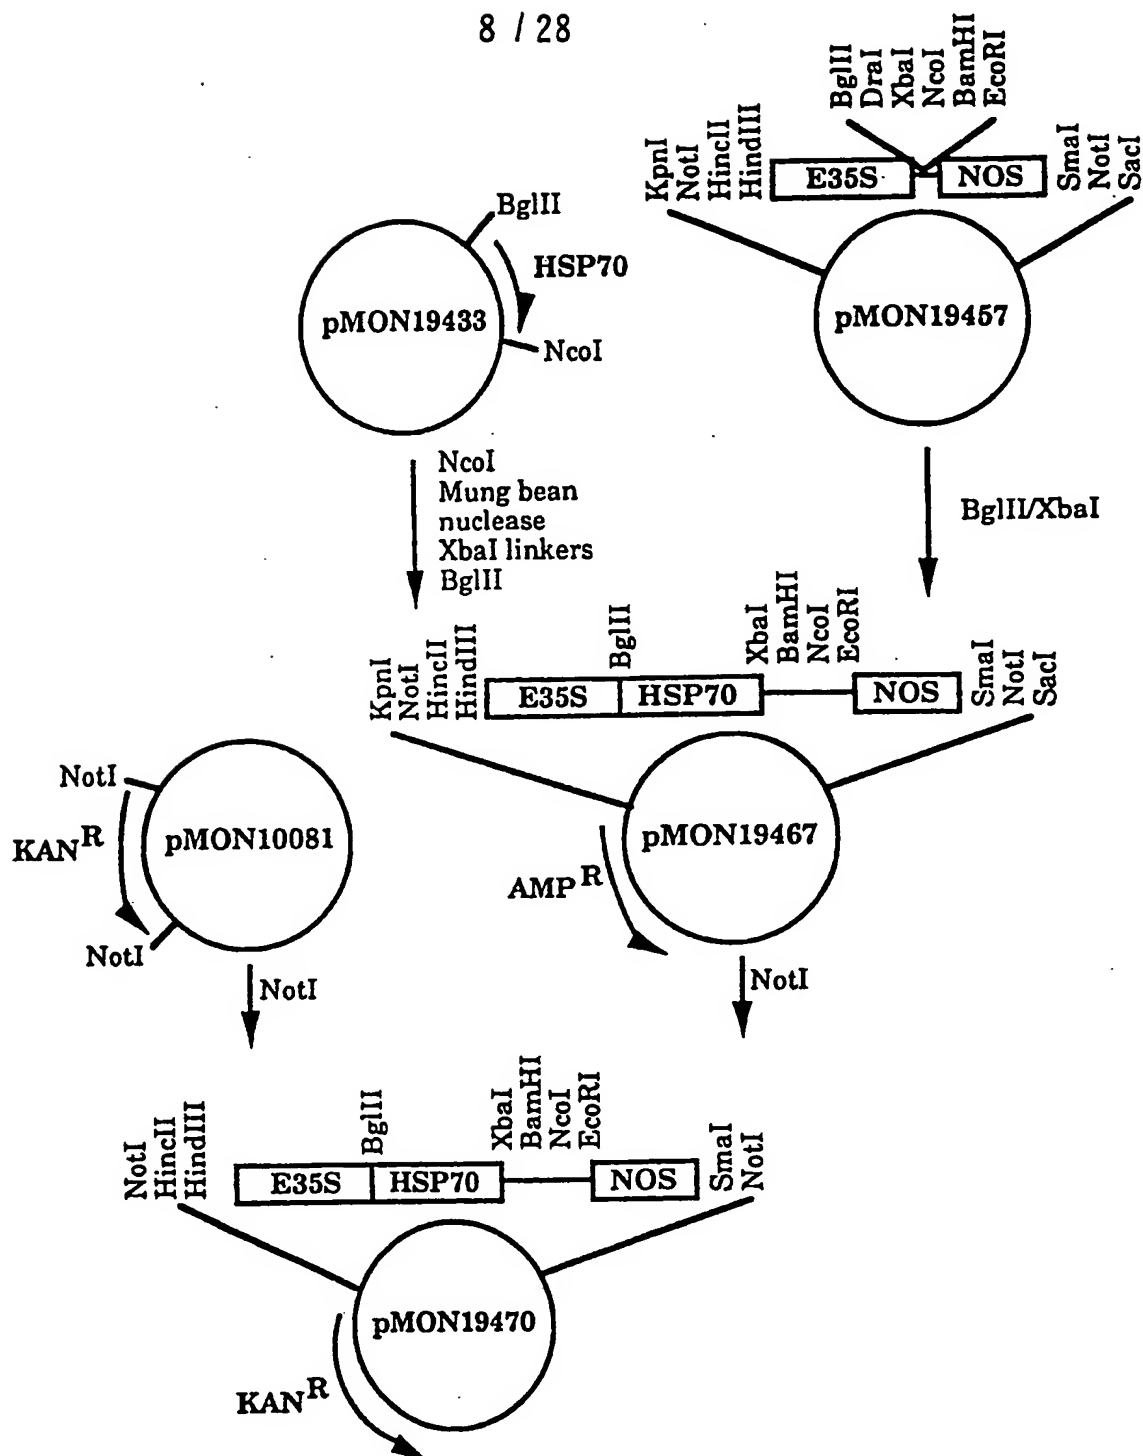 8 / 28
BglII
DraI
XbaI
NcoI
BamHI
EcoRI
KpnI
NotI
HincII
HindIII
E35S
NOS
SmaI
NotI
SacI
BglII
HSP70
pMON19433
NcoI
pMON19457
NcoI
Mung bean
nuclease
XbaI linkers
BglII
BglII/XbaI
KpnI
NotI
HincII
HindIII
BglII
XbaI
BamHI
NcoI
EcoRI
E35S
HSP70
NOS
SmaI
NotI
SacI
NotI
KAN R
pMON10081
NotI
pMON19467
AMP R
NotI
NotI
NotI
HincII
HindIII
BglII
XbaI
BamHI
NcoI
EcoRI
E35S
HSP70
NOS
SmaI
NotI
pMON19470
KAN R